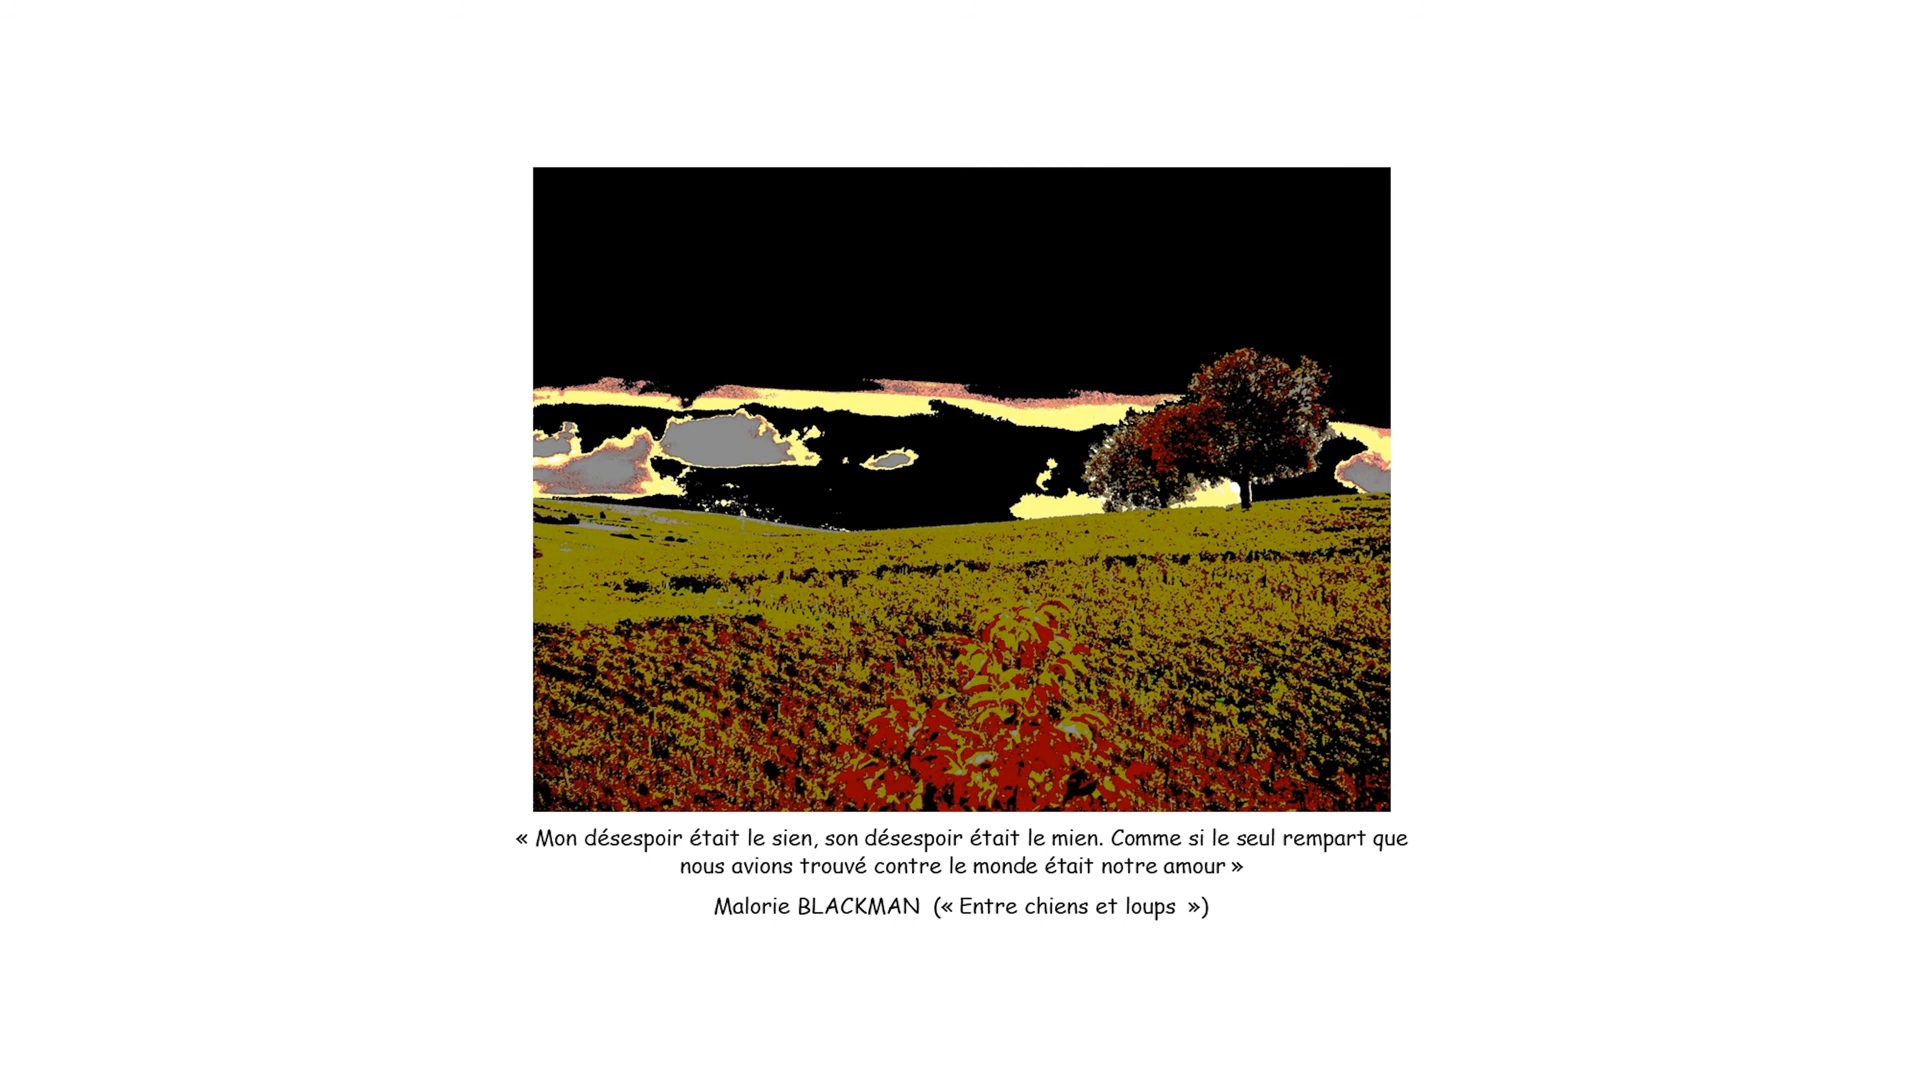 « Mon désespoir était le sien, son désespoir était le mien. Comme si le seul rempart que
nous avions trouvé contre le monde était notre amour »
Malorie BLACKMAN  (« Entre chiens et loups  »)